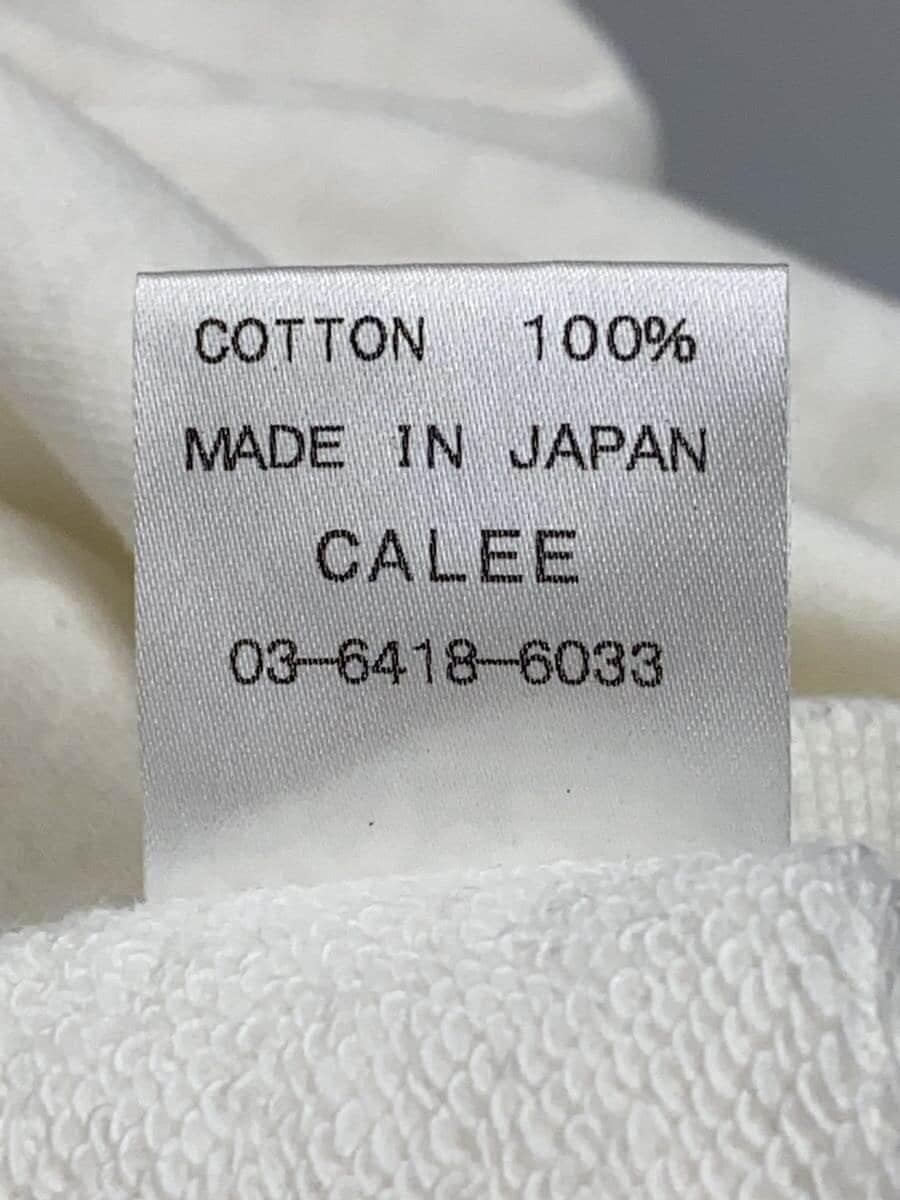 COTTON 100%
MADE IN JAPAN
CALEE
03-6418-6033